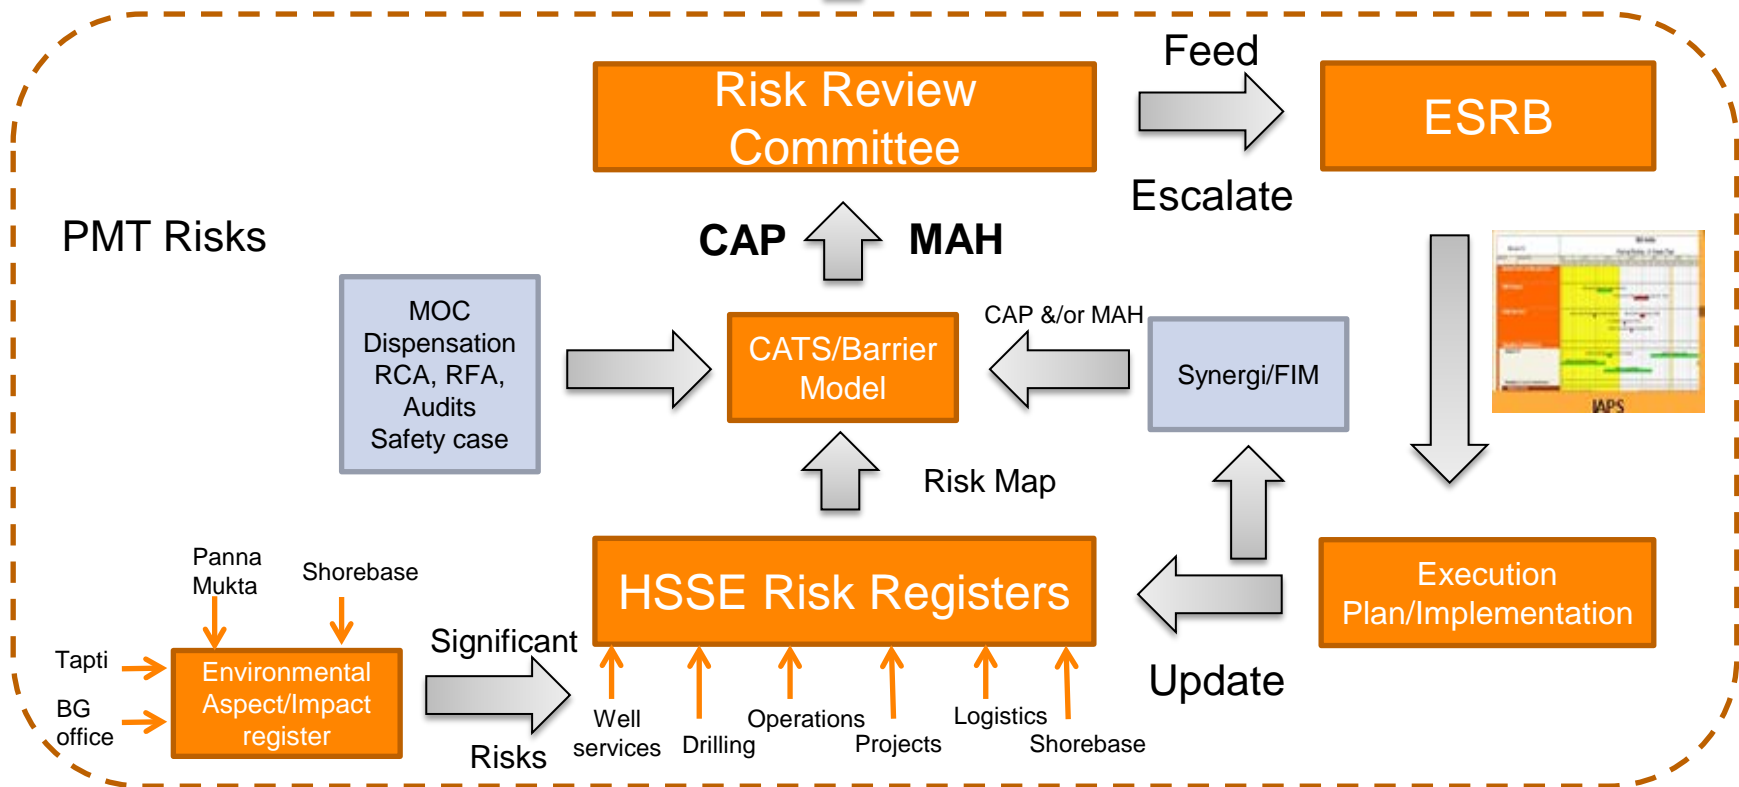 Feed
Risk Review
Committee
ESRB
Escalate
PMT Risks
CAP
MAH
MOC
Dispensation
RCA, RFA,
Audits
Safety case
CATS/Barrier
Model
CAP &/or MAH
Synergi/FIM
IAPS
Risk Map
Panna
Mukta
Shorebase
HSSE Risk Registers
Execution
Plan/Implementation
Tapti
BG
office
Environmental
Aspect/Impact
register
Significant
Risks
Update
Well
services
Drilling
Operations
Projects
Logistics
Shorebase